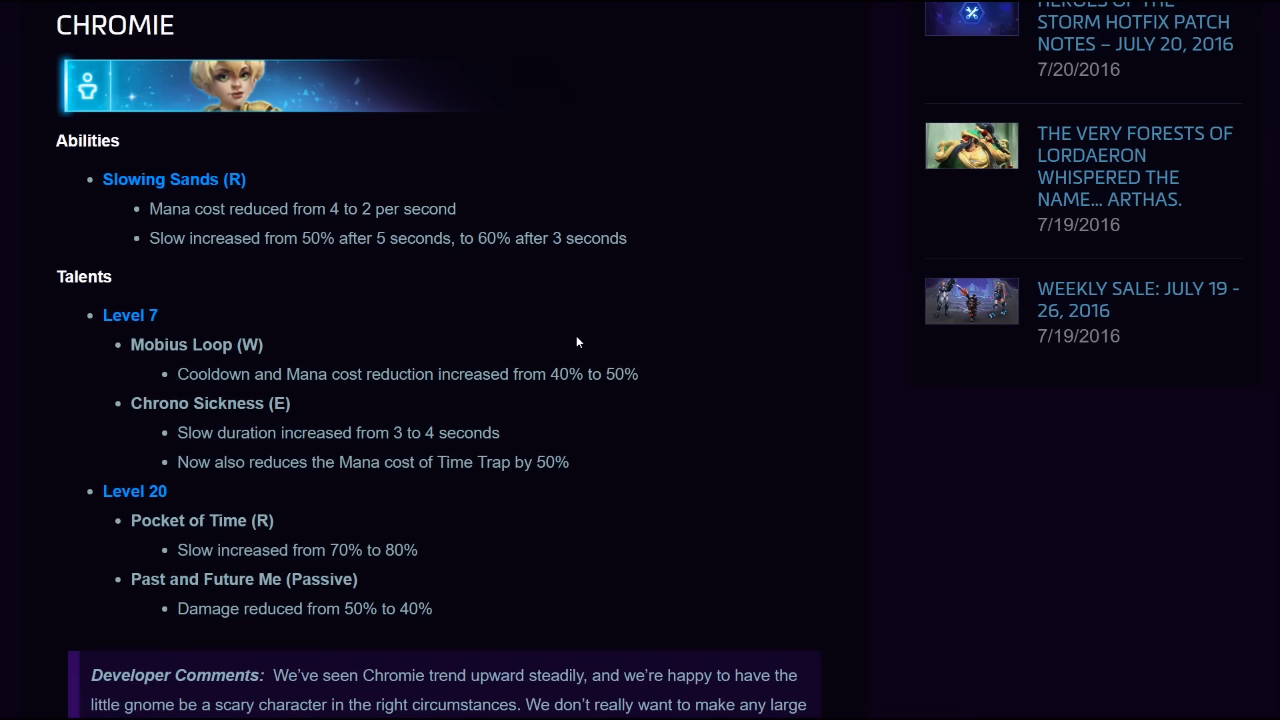 CHROMIE
Abilities
Slowing Sands (R)
Mana cost reduced from 4 to 2 per second
Slow increased from 50% after 5 seconds, to 60% after 3 seconds
Talents
Level 7
Mobius Loop (W)
Cooldown and Mana cost reduction increased from 40% to 50%
Chrono Sickness (E)
Slow duration increased from 3 to 4 seconds
Now also reduces the Mana cost of Time Trap by 50%
Level 20
Pocket of Time (R)
Slow increased from 70% to 80%
Past and Future Me (Passive)
Damage reduced from 50% to 40%
Developer Comments:  We’ve seen Chromie trend upward steadily, and we’re happy to have the
little gnome be a scary character in the right circumstances. We don’t really want to make any large
HEROES OF THE
STORM HOTFIX PATCH
NOTES – JULY 20, 2016
7/20/2016
THE VERY FORESTS OF
LORDAERON
WHISPERED THE
NAME... ARTHAS.
7/19/2016
WEEKLY SALE: JULY 19 -
26, 2016
7/19/2016